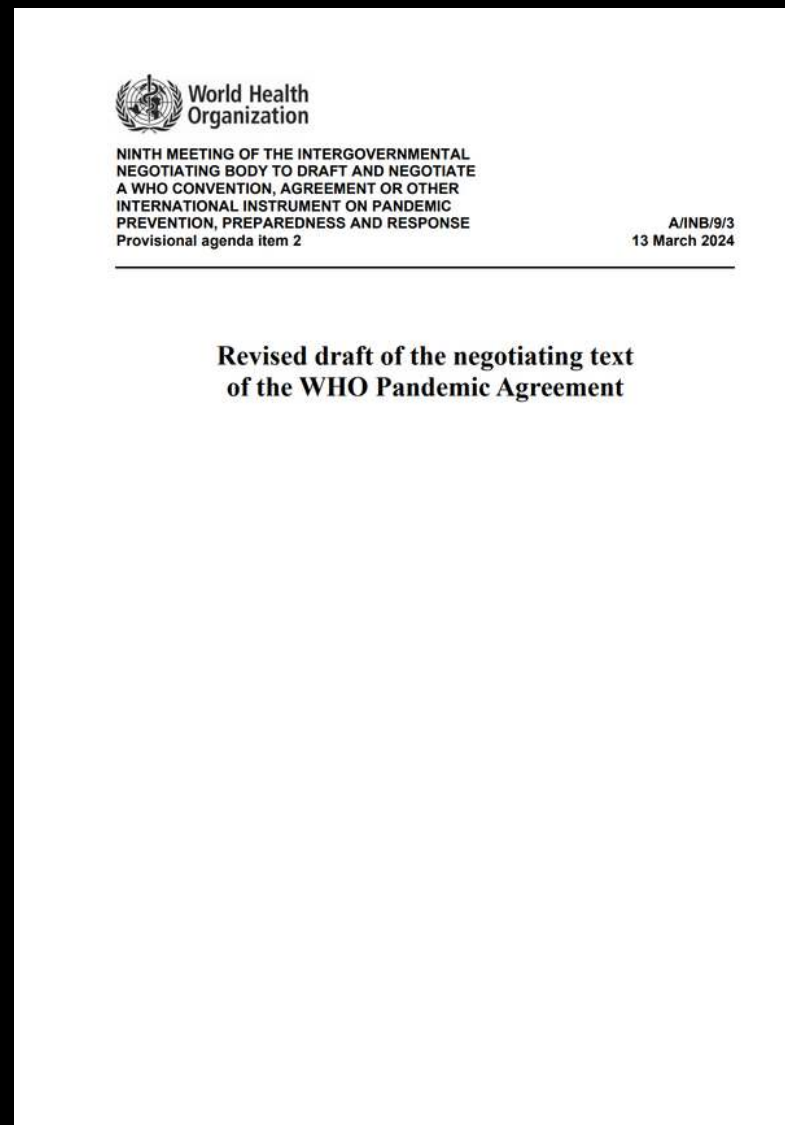 World Health
Organization
NINTH MEETING OF THE INTERGOVERNMENTAL
NEGOTIATING BODY TO DRAFT AND NEGOTIATE
A WHO CONVENTION, AGREEMENT OR OTHER
INTERNATIONAL INSTRUMENT ON PANDEMIC
PREVENTION, PREPAREDNESS AND RESPONSE A/INB/9/3
Provisional agenda item 2 13 March 2024
Revised draft of the negotiating text
of the WHO Pandemic Agreement